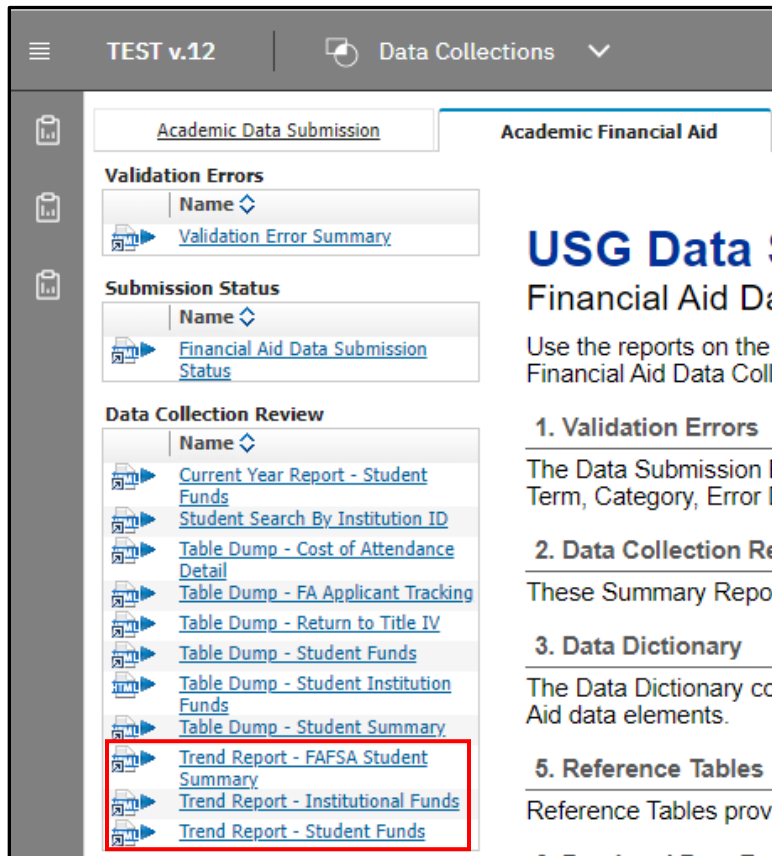 TEST v.12
Data Collections
Academic Data Submission
Academic Financial Aid
Validation Errors
Name
Validation Error Summary
Submission Status
Name
Financial Aid Data Submission
Status
Data Collection Review
Name
Current Year Report - Student
Funds
Student Search By Institution ID
Table Dump - Cost of Attendance
Detail
Table Dump - FA Applicant Tracking
Table Dump - Return to Title IV
Table Dump - Student Funds
Table Dump - Student Institution
Funds
Table Dump - Student Summary
Trend Report - FAFSA Student
Summary
Trend Report - Institutional Funds
Trend Report - Student Funds
USG Data
Financial Aid Da
Use the reports on the
Financial Aid Data Coll
1. Validation Errors
The Data Submission
Term, Category, Error
2. Data Collection Re
These Summary Repo
3. Data Dictionary
The Data Dictionary co
Aid data elements.
5. Reference Tables
Reference Tables prov